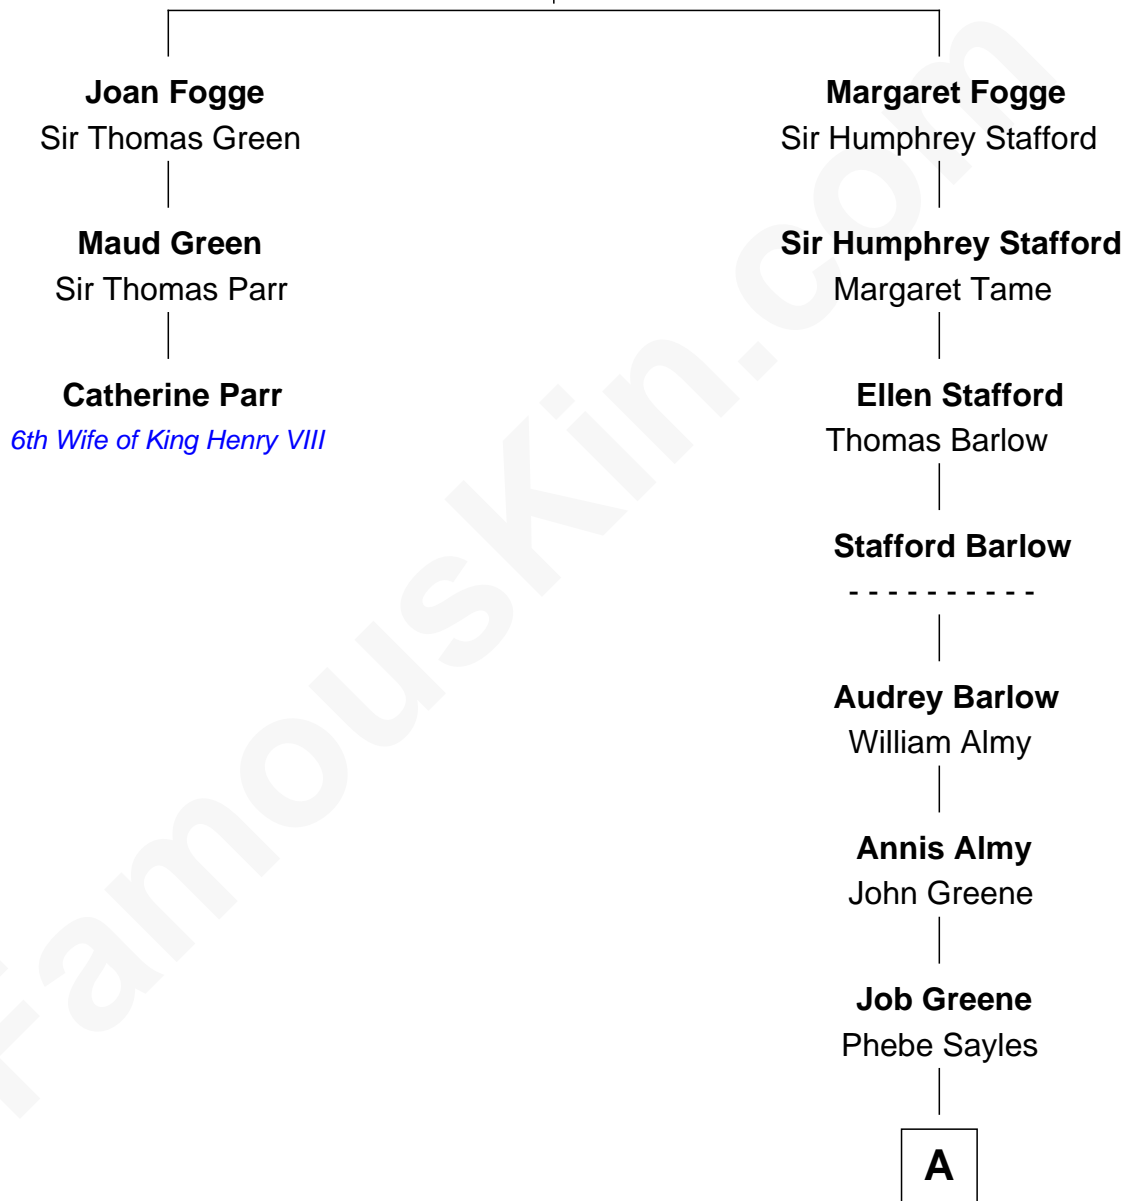 Joan Fogge
Sir Thomas Green
Margaret Fogge
Sir Humphrey Stafford
Maud Green
Sir Thomas Parr
Sir Humphrey Stafford
Margaret Tame
Catherine Parr
6th Wife of King Henry VIII
Ellen Stafford
Thomas Barlow
Stafford Barlow
- - - - - - - - - -
Audrey Barlow
William Almy
Annis Almy
John Greene
Job Greene
Phebe Sayles
A
FamousKin.com